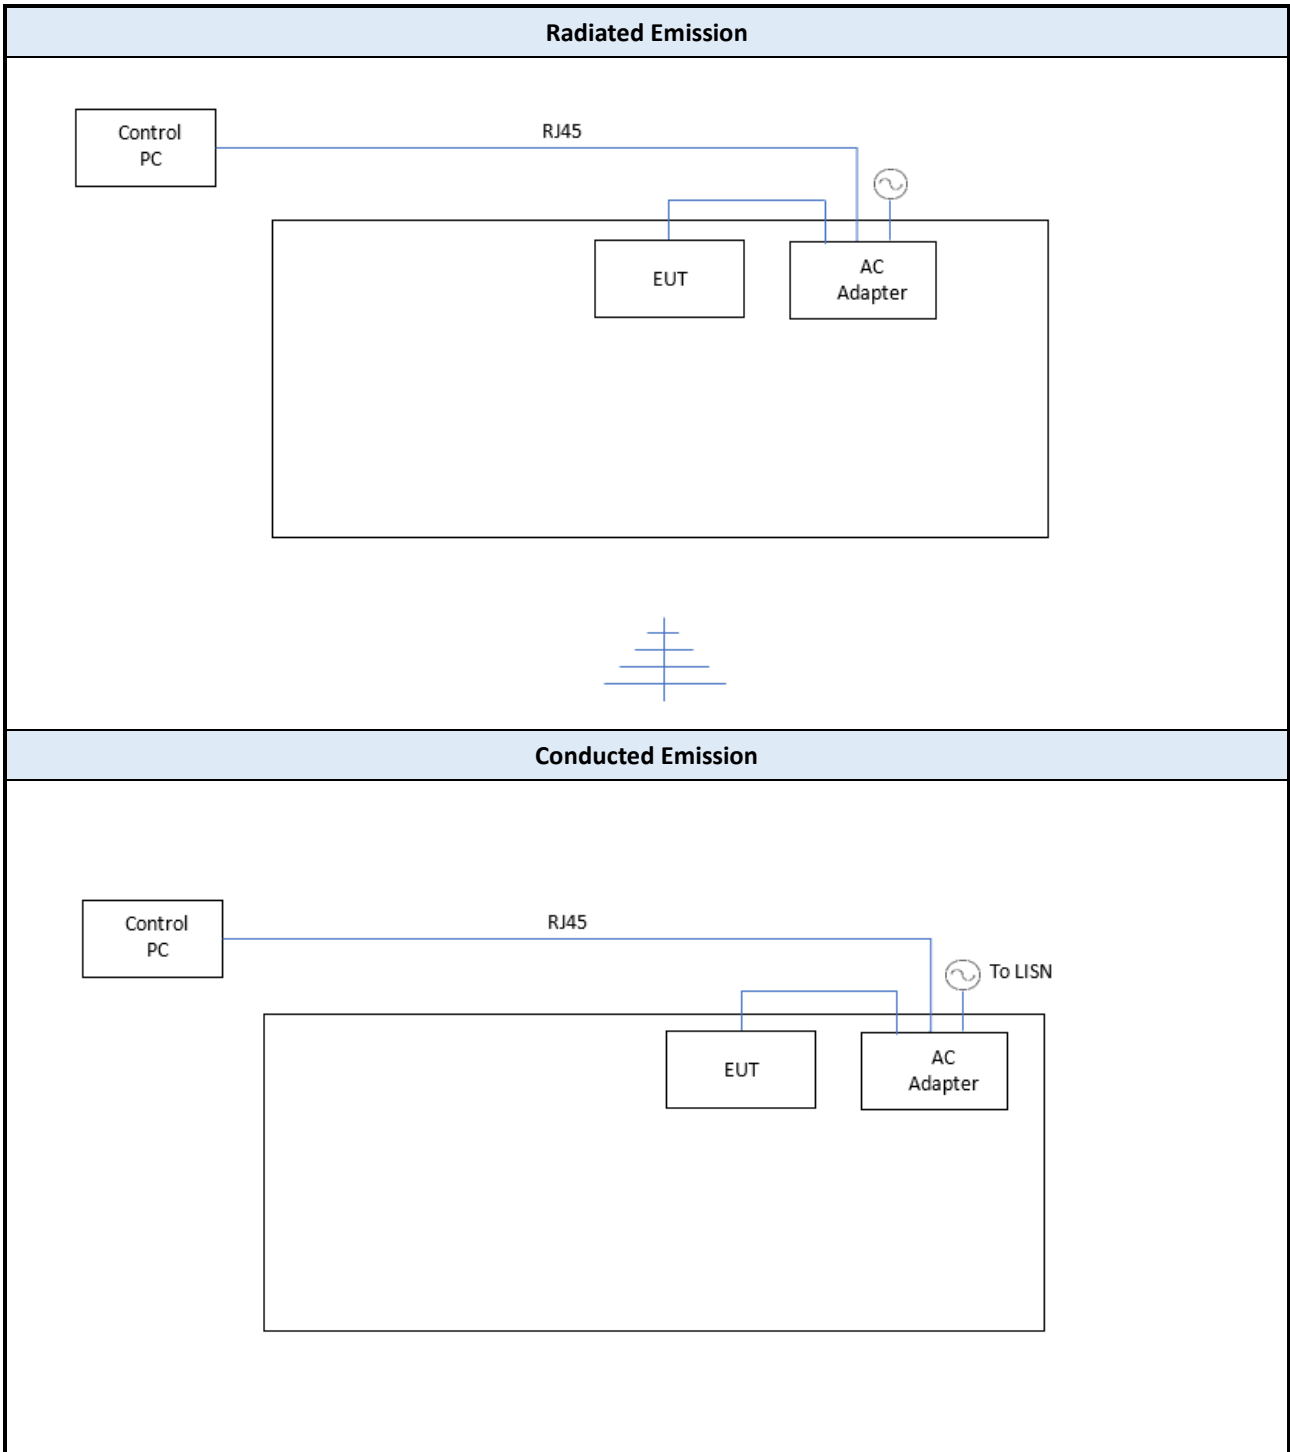 Radiated Emission
Control
PC
RJ45
EUT
AC
Adapter
Conducted Emission
Control
PC
RJ45
To LISN
EUT
AC
Adapter